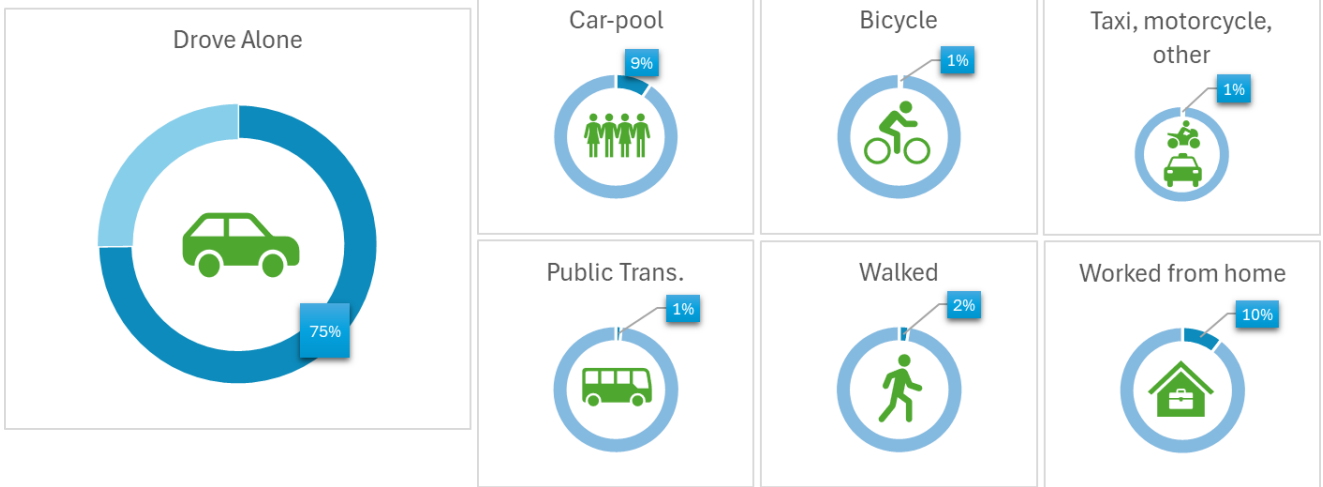 Drove Alone
75%
Car-pool
9%
Bicycle
1%
Taxi, motorcycle,
other
1%
Public Trans.
1%
Walked
2%
Worked from home
10%